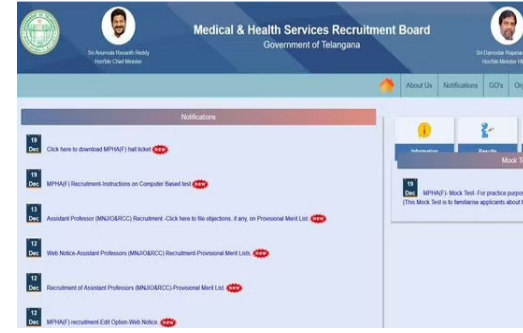 Medical & Health Services Recruitment Board
Government of Telangana
Sri Anumula Revanth Reddy
Hon'ble Chief Minister
Sri Damodar
Hon'ble Minister
About Us Notifications GO's
Notifications
19 Dec
Click here to download MPHA(F) hall ticket new
19 Dec
MPHA(F) Recruitment-Instructions on Computer Based test new
13 Dec
Assistant Professor (MNJIO&RCC) Recruitment -Click here to file objections, if any, on Provisional Merit List. new
12 Dec
Web Notice-Assistant Professors (MNJIO&RCC) Recruitment-Provisional Merit Lists. new
12 Dec
Recruitment of Assistant Professors (MNJIO&RCC)-Provisional Merit List new
12 Dec
MPHA(F) recruitment-Edit Option-Web Notice. new
Information Results
Mock
19 Dec
MPHA(F)- Mock Test- For practice
(This Mock Test is to familiarise applicants about